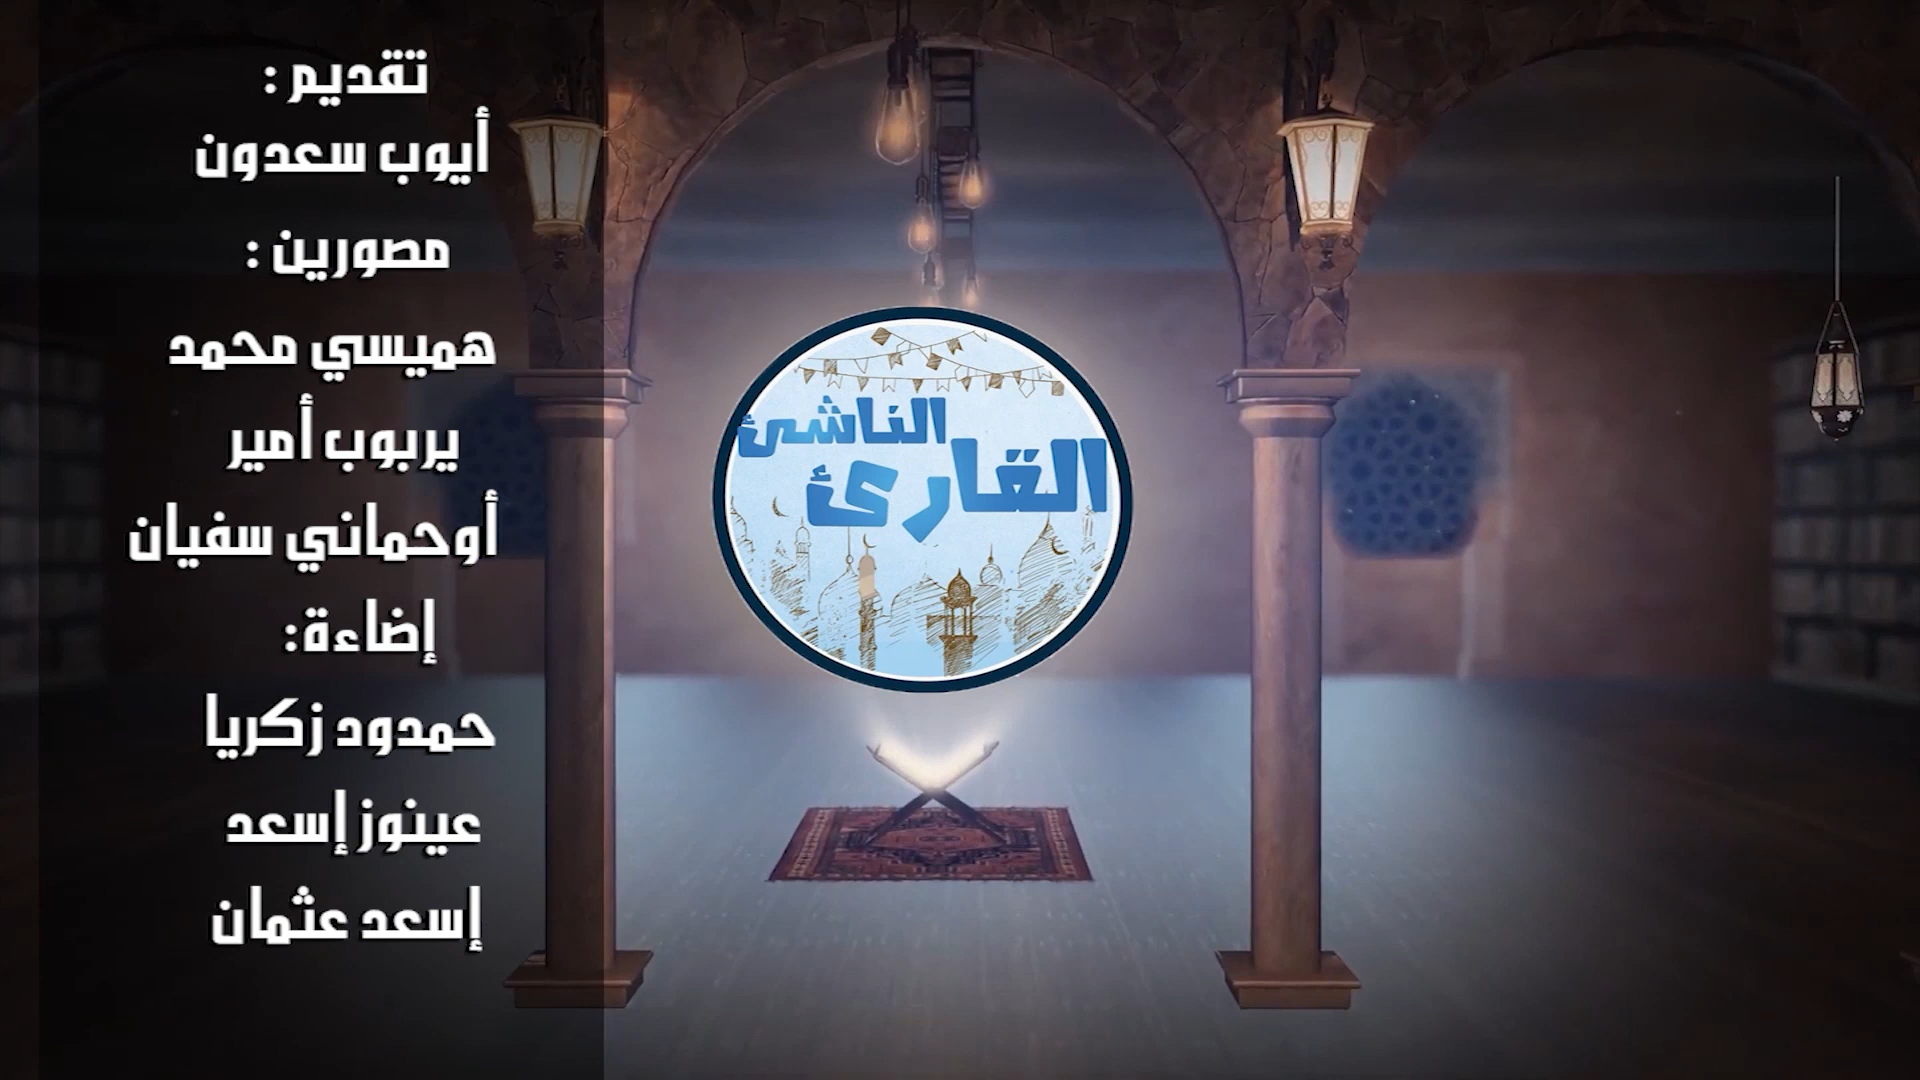 تقديم :
أيوب سعدون
مصورين :
هميسي محمد
يربوب أمير
أوحماني سفيان
إضاءة:
حمدود زكريا
عينوز إسعد
إسعد عثمان
الناشئ
القارئ